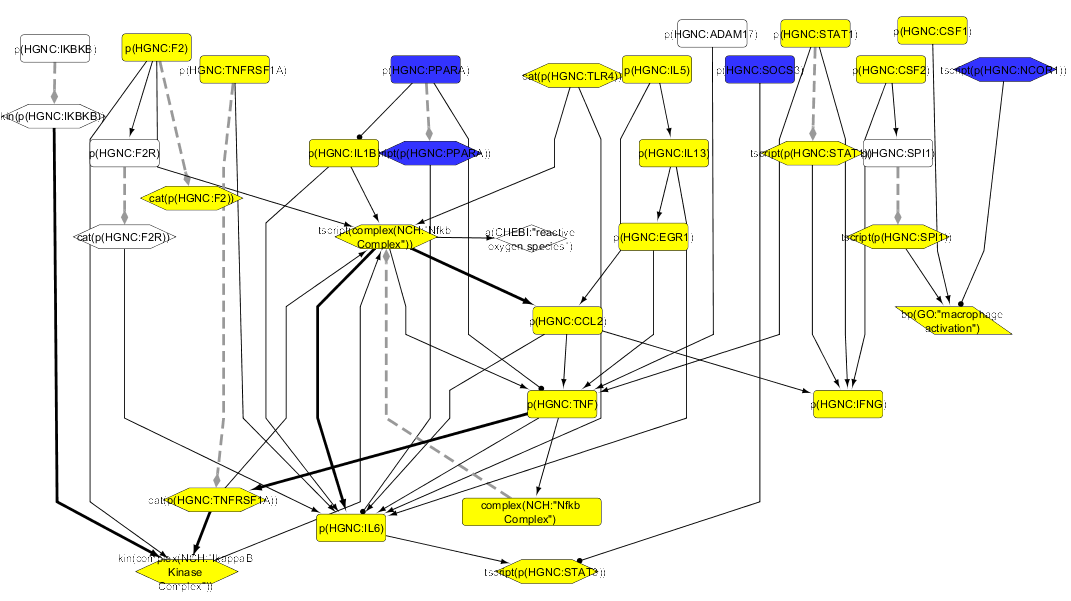 p(HGNC:IKBKB)
p(HGNC:F2)
p(HGNC:TNFRSF1A)
p(HGNC:PPARA)
cat(p(HGNC:TLR4))
p(HGNC:IL5)
p(HGNC:ADAM17)
p(HGNC:SOCS3)
p(HGNC:STAT1)
p(HGNC:CSF2)
p(HGNC:CSF1)
tscript(p(HGNC:NCOR1))
kin(p(HGNC:IKBKB))
p(HGNC:F2R)
p(HGNC:IL1B)
p(HGNC:PPARA))
p(HGNC:IL13)
tscript(p(HGNC:STAT1
p(HGNC:SPI1)
cat(p(HGNC:F2))
cat(p(HGNC:F2R))
tscript(complex(NCH:"Nfkb
Complex"))
a(CHEBI:"reactive
oxygen species")
p(HGNC:EGR1)
tscript(p(HGNC:SPI1))
p(HGNC:CCL2)
bp(GO:"macrophage
activation")
p(HGNC:TNF)
p(HGNC:IFNG)
cat(p(HGNC:TNFRSF1A))
complex(NCH:"Nfkb
Complex")
p(HGNC:IL6)
kin(complex(NCH:"IkappaB
Kinase
Complex"))
tscript(p(HGNC:STAT3))